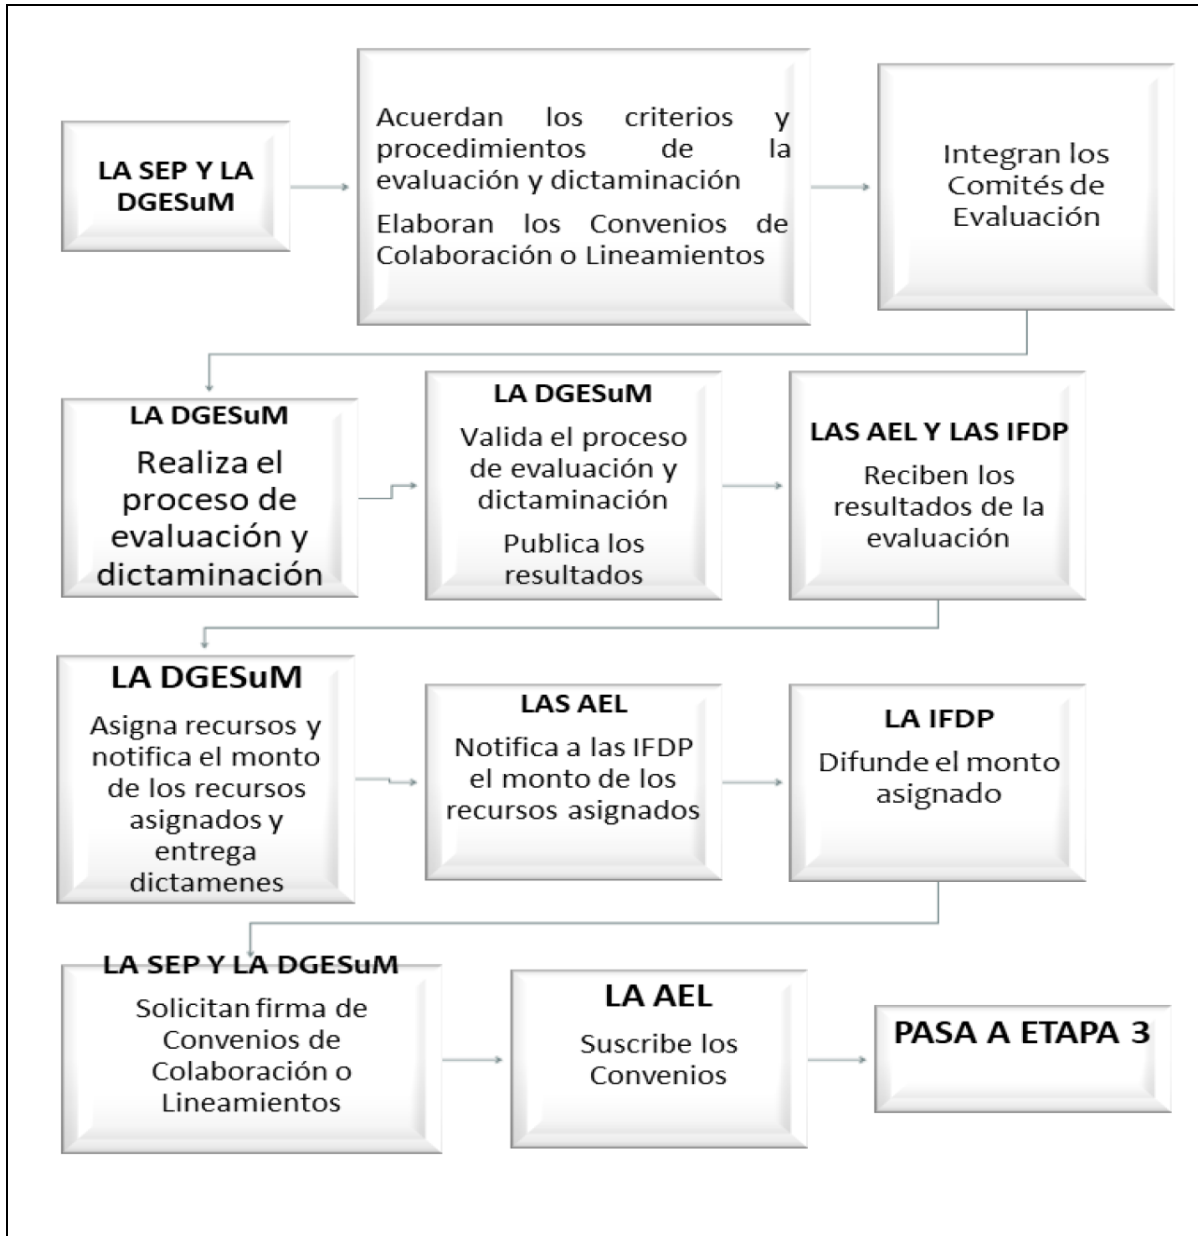 LA SEP Y LA
DGESuM
Acuerdan los criterios y
procedimientos de la
evaluación y dictaminación
Elaboran los Convenios de
Colaboración o Lineamientos
Integran los
Comités de
Evaluación
LA DGESuM
Realiza el
proceso de
evaluación y
dictaminación
LA DGESuM
Valida el proceso
de evaluación y
dictaminación
Publica los
resultados
LAS AEL Y LAS IFDP
Reciben los
resultados de la
evaluación
LA DGESuM
Asigna recursos y
notifica el monto
de los recursos
asignados y
entrega
dictamenes
LAS AEL
Notifica a las IFDP
el monto de los
recursos asignados
LA IFDP
Difunde el monto
asignado
LA SEP Y LA DGESuM
Solicitan firma de
Convenios de
Colaboración o
Lineamientos
LA AEL
Suscribe los
Convenios
PASA A ETAPA 3